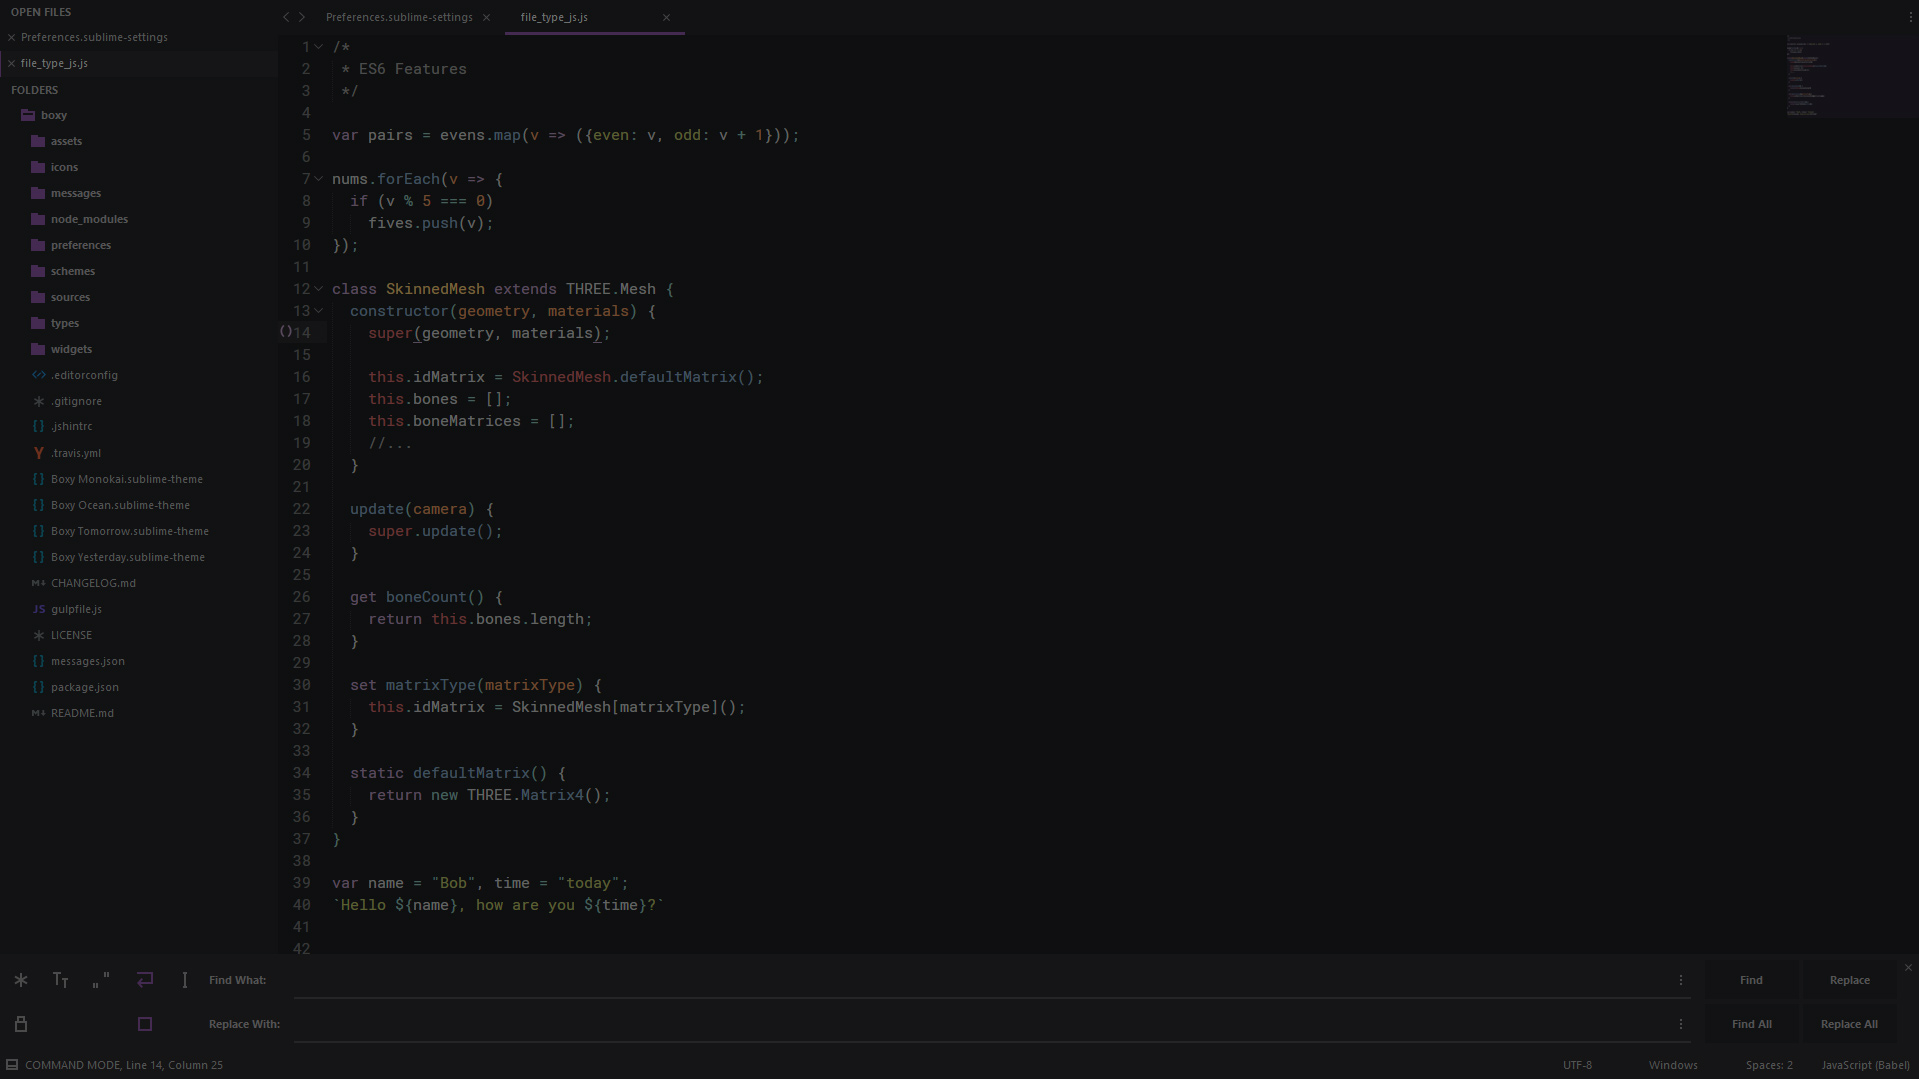 OPEN FILES
Preferences.sublime-settings
file_type_js.js
FOLDERS
boxy
assets
icons
messages
node_modules
preferences
schemes
sources
types
widgets
.editorconfig
.gitignore
.jshintrc
.travis.yml
Boxy Monokai.sublime-theme
Boxy Ocean.sublime-theme
Boxy Tomorrow.sublime-theme
Boxy Yesterday.sublime-theme
M+ CHANGELOG.md
JS gulpfile.js
LICENSE
messages.json
package.json
M+ README.md
Preferences.sublime-settings
file_type_js.js
1 /*
2 * ES6 Features
3 */
4
5 var pairs = evens.map(v => ({even: v, odd: v + 1}));
6
7 nums.forEach(v => {
8 if (v % 5 === 0)
9 fives.push(v);
10 });
11
12 class SkinnedMesh extends THREE.Mesh {
13 constructor(geometry, materials) {
()14 super(geometry, materials);
15
16 this.idMatrix = SkinnedMesh.defaultMatrix();
17 this.bones = [];
18 this.boneMatrices = [];
19 //...
20 }
21
22 update(camera) {
23 super.update();
24 }
25
26 get boneCount() {
27 return this.bones.length;
28 }
29
30 set matrixType(matrixType) {
31 this.idMatrix = SkinnedMesh[matrixType]();
32 }
33
34 static defaultMatrix() {
35 return new THREE.Matrix4();
36 }
37 }
38
39 var name = "Bob", time = "today";
40 `Hello ${name}, how are you ${time}?`
41
42
Find What:
Find
Replace
Replace With:
Find All
Replace All
COMMAND MODE, Line 14, Column 25
UTF-8
Windows
Spaces: 2
JavaScript (Babel)